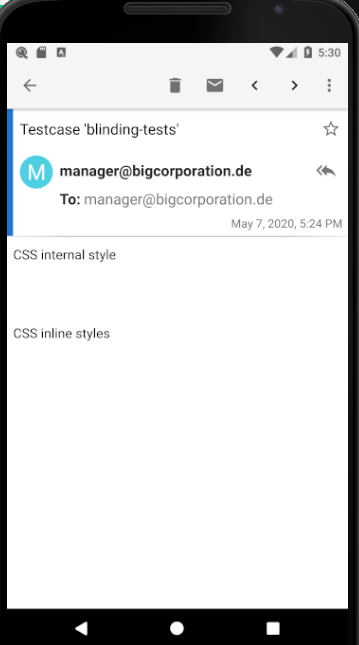 5:30
Testcase 'blinding-tests'
M
manager@bigcorporation.de
To: manager@bigcorporation.de
May 7, 2020, 5:24 PM
CSS internal style
CSS inline styles